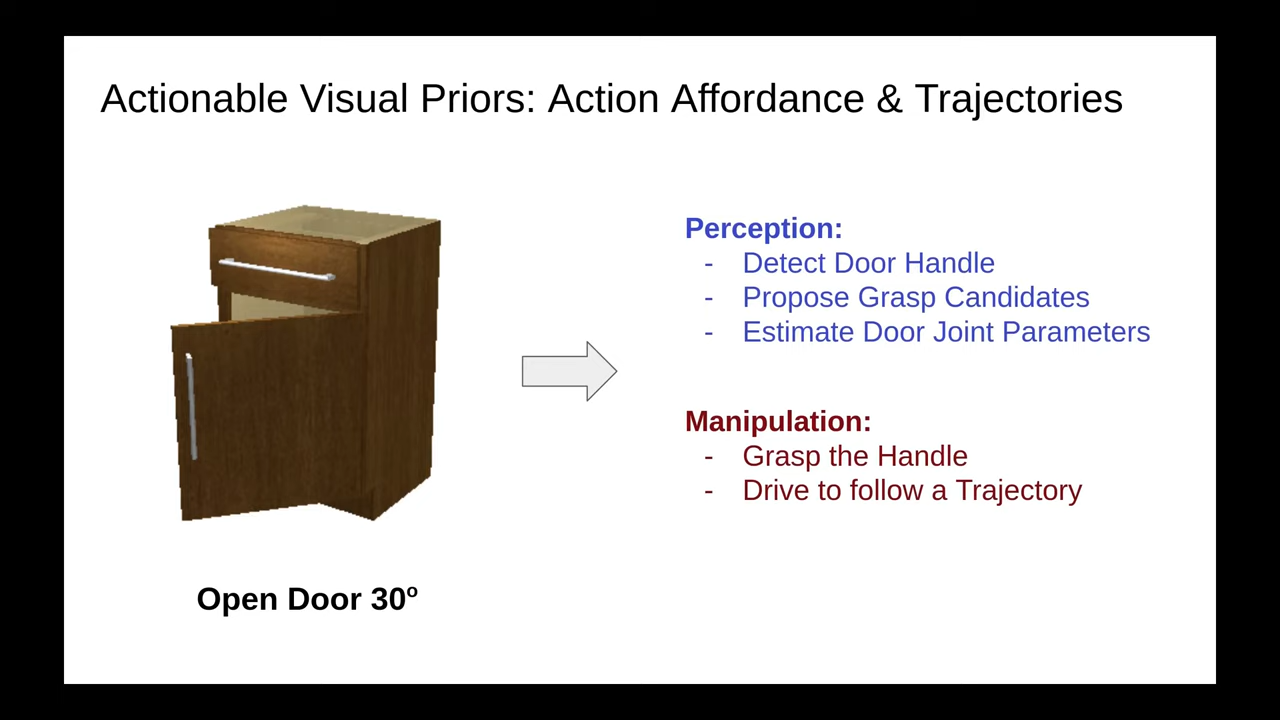 Actionable Visual Priors: Action Affordance & Trajectories
Perception:
- Detect Door Handle
- Propose Grasp Candidates
- Estimate Door Joint Parameters
Manipulation:
- Grasp the Handle
- Drive to follow a Trajectory
Open Door 30º